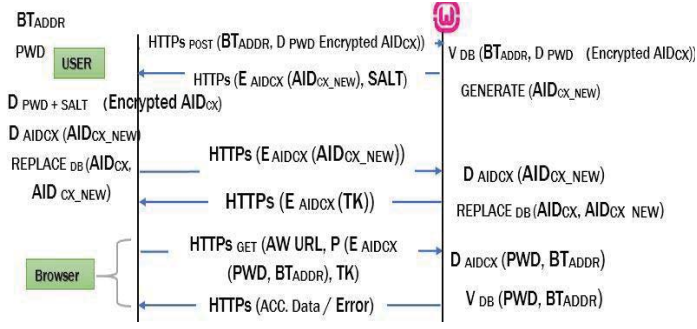 BTADDR
PWD
USER
HTTPs POST (BTADDR, D PWD Encrypted AIDCX))
V DB (BTADDR, D PWD (Encrypted AIDCX))
HTTPs (E AIDCX (AIDCX_NEW), SALT)
GENERATE (AIDCX_NEW)
D PWD + SALT (Encrypted AIDCX)
D AIDCX (AIDCX_NEW)
REPLACE DB (AIDCX,
AID CX_NEW)
HTTPs (E AIDCX (AIDCX_NEW))
D AIDCX (AIDCX_NEW)
HTTPs (E AIDCX (TK))
REPLACE DB (AIDCX, AIDCX NEW)
HTTPs GET (AW URL, P (E AIDCX
(PWD, BTADDR), TK)
D AIDCX (PWD, BTADDR)
Browser
HTTPs (ACC. Data / Error)
V DB (PWD, BTADDR)